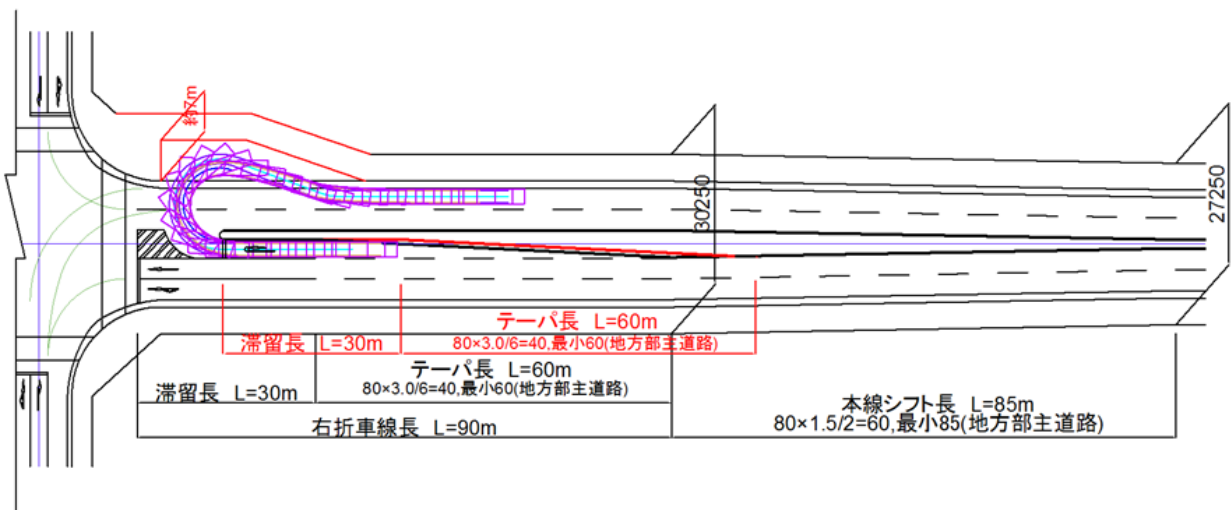 約7m
30250
27250
テーパ長 L=60m
滞留長 L=30m
80×3.0/6=40,最小60(地方部主道路)
テーパ長 L=60m
滞留長 L=30m
80×3.0/6=40,最小60(地方部主道路)
本線シフト長 L=85m
右折車線長 L=90m
80×1.5/2=60,最小85(地方部主道路)